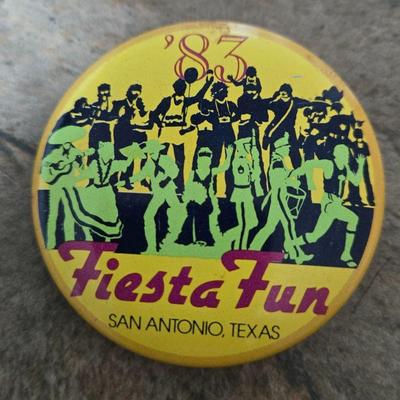 '83
Fiesta Fun
SAN ANTONIO, TEXAS